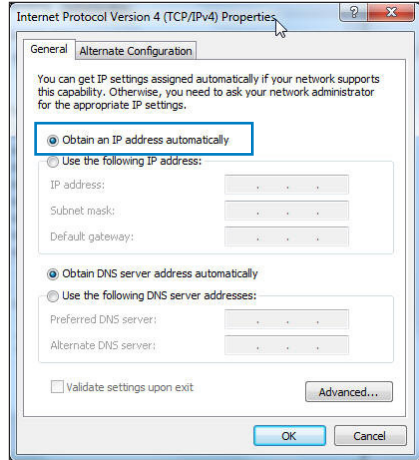 Internet Protocol Version 4 (TCP/IPv4) Properties
General
Alternate Configuration
You can get IP settings assigned automatically if your network supports
this capability. Otherwise, you need to ask your network administrator
for the appropriate IP settings.
Obtain an IP address automatically
Use the following IP address:
IP address:
Subnet mask:
Default gateway:
Obtain DNS server address automatically
Use the following DNS server addresses:
Preferred DNS server:
Alternate DNS server:
Validate settings upon exit
Advanced...
OK
Cancel